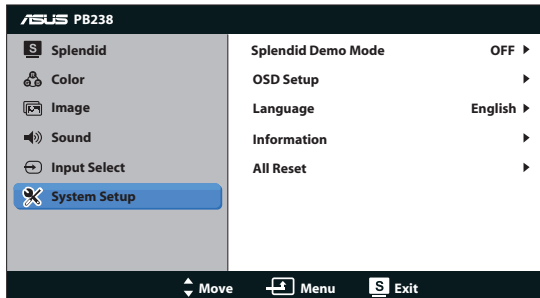 ASUS PB238
S Splendid
Color
Image
Sound
Input Select
System Setup
Splendid Demo Mode OFF
OSD Setup
Language English
Information
All Reset
Move Menu S Exit